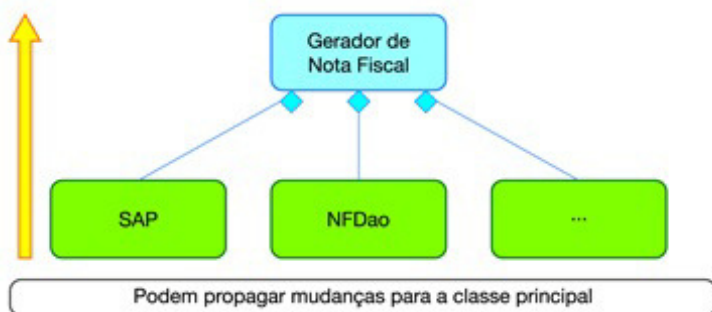 Gerador de
Nota Fiscal
SAP
NFDao
...
Podem propagar mudanças para a classe principal